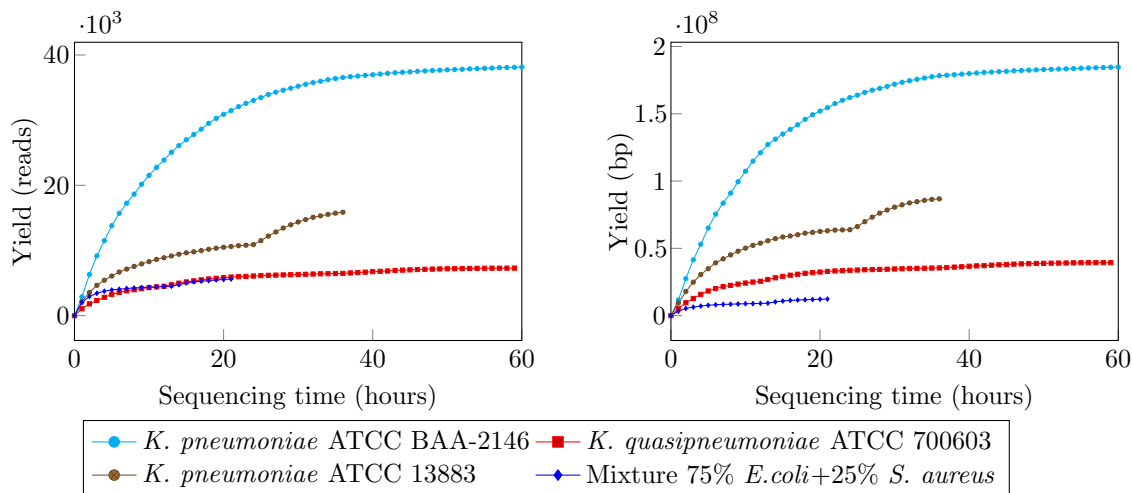 ·10³
40
20
0
Yield (reads)
0 20 40 60
Sequencing time (hours)
·10⁸
2
1.5
1
0.5
0
Yield (bp)
0 20 40 60
Sequencing time (hours)
K. pneumoniae ATCC BAA-2146
K. quasipneumoniae ATCC 700603
K. pneumoniae ATCC 13883
Mixture 75% E.coli+25% S. aureus